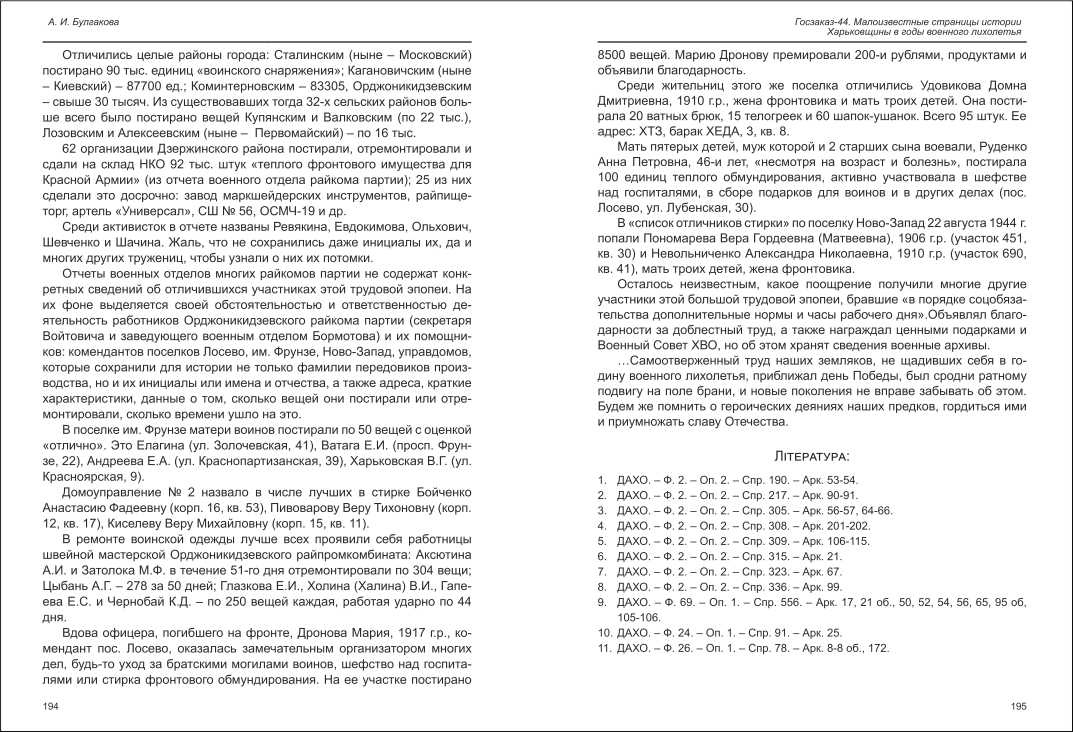 А. И. Булгакова
Отличились целые районы города: Сталинским (ныне – Московский)
постирано 90 тыс. единиц «воинского снаряжения»; Кагановичским (ныне
– Киевский) – 87700 ед.; Коминтерновским – 83305, Орджоникидзевским
– свыше 30 тысяч. Из существовавших тогда 32-х сельских районов боль-
ше всего было постирано вещей Купянским и Валковским (по 22 тыс.),
Лозовским и Алексеевским (ныне – Первомайский) – по 16 тыс.
62 организации Дзержинского района постирали, отремонтировали и
сдали на склад НКО 92 тыс. штук «теплого фронтового имущества для
Красной Армии» (из отчета военного отдела райкома партии); 25 из них
сделали это досрочно: завод маркшейдерских инструментов, райпище-
торг, артель «Универсал», СШ № 56, ОСМЧ-19 и др.
Среди активисток в отчете названы Ревякина, Евдокимова, Ольхович,
Шевченко и Шачина. Жаль, что не сохранились даже инициалы их, да и
многих других тружениц, чтобы узнали о них их потомки.
Отчеты военных отделов многих райкомов партии не содержат конк-
ретных сведений об отличившихся участниках этой трудовой эпопеи. На
их фоне выделяется своей обстоятельностью и ответственностью де-
ятельность работников Орджоникидзевского райкома партии (секретаря
Войтовича и заведующего военным отделом Бормотова) и их помощни-
ков: комендантов поселков Лосево, им. Фрунзе, Ново-Запад, управдомов,
которые сохранили для истории не только фамилии передовиков произ-
водства, но и их инициалы или имена и отчества, а также адреса, краткие
характеристики, данные о том, сколько вещей они постирали или отре-
монтировали, сколько времени ушло на это.
В поселке им. Фрунзе матери воинов постирали по 50 вещей с оценкой
«отлично». Это Елагина (ул. Золочевская, 41), Ватага Е.И. (просп. Фрун-
зе, 22), Андреева Е.А. (ул. Краснопартизанская, 39), Харьковская В.Г. (ул.
Красноярская, 9).
Домоуправление № 2 назвало в числе лучших в стирке Бойченко
Анастасию Фадеевну (корп. 16, кв. 53), Пивоварову Веру Тихоновну (корп.
12, кв. 17), Киселеву Веру Михайловну (корп. 15, кв. 11).
В ремонте воинской одежды лучше всех проявили себя работницы
швейной мастерской Орджоникидзевского райпромкомбината: Аксютина
А.И. и Затолока М.Ф. в течение 51-го дня отремонтировали по 304 вещи;
Цыбань А.Г. – 278 за 50 дней; Глазкова Е.И., Холина (Халина) В.И., Гапе-
ева Е.С. и Чернобай К.Д. – по 250 вещей каждая, работая ударно по 44
дня.
Вдова офицера, погибшего на фронте, Дронова Мария, 1917 г.р., ко-
мендант пос. Лосево, оказалась замечательным организатором многих
дел, будь-то уход за братскими могилами воинов, шефство над госпита-
лями или стирка фронтового обмундирования. На ее участке постирано
194
Госзаказ-44. Малоизвестные страницы истории
Харьковщины в годы военного лихолетья
8500 вещей. Марию Дронову премировали 200-и рублями, продуктами и
объявили благодарность.
Среди жительниц этого же поселка отличились Удовикова Домна
Дмитриевна, 1910 г.р., жена фронтовика и мать троих детей. Она пости-
рала 20 ватных брюк, 15 телогреек и 60 шапок-ушанок. Всего 95 штук. Ее
адрес: ХТЗ, барак ХЕДА, 3, кв. 8.
Мать пятерых детей, муж которой и 2 старших сына воевали, Руденко
Анна Петровна, 46-и лет, «несмотря на возраст и болезнь», постирала
100 единиц теплого обмундирования, активно участвовала в шефстве
над госпиталями, в сборе подарков для воинов и в других делах (пос.
Лосево, ул. Лубенская, 30).
В «список отличников стирки» по поселку Ново-Запад 22 августа 1944 г.
попали Пономарева Вера Гордеевна (Матвеевна), 1906 г.р. (участок 451,
кв. 30) и Невольниченко Александра Николаевна, 1910 г.р. (участок 690,
кв. 41), мать троих детей, жена фронтовика.
Осталось неизвестным, какое поощрение получили многие другие
участники этой большой трудовой эпопеи, бравшие «в порядке соцобяза-
тельства дополнительные нормы и часы рабочего дня».Объявлял благо-
дарности за доблестный труд, а также награждал ценными подарками и
Военный Совет ХВО, но об этом хранят сведения военные архивы.
…Самоотверженный труд наших земляков, не щадивших себя в го-
дину военного лихолетья, приближал день Победы, был сродни ратному
подвигу на поле брани, и новые поколения не вправе забывать об этом.
Будем же помнить о героических деяниях наших предков, гордиться ими
и приумножать славу Отечества.
Література:
1. ДАХО. – Ф. 2. – Оп. 2. – Спр. 190. – Арк. 53-54.
2. ДАХО. – Ф. 2. – Оп. 2. – Спр. 217. – Арк. 90-91.
3. ДАХО. – Ф. 2. – Оп. 2. – Спр. 305. – Арк. 56-57, 64-66.
4. ДАХО. – Ф. 2. – Оп. 2. – Спр. 308. – Арк. 201-202.
5. ДАХО. – Ф. 2. – Оп. 2. – Спр. 309. – Арк. 106-115.
6. ДАХО. – Ф. 2. – Оп. 2. – Спр. 315. – Арк. 21.
7. ДАХО. – Ф. 2. – Оп. 2. – Спр. 323. – Арк. 67.
8. ДАХО. – Ф. 2. – Оп. 2. – Спр. 336. – Арк. 99.
9. ДАХО. – Ф. 69. – Оп. 1. – Спр. 556. – Арк. 17, 21 об., 50, 52, 54, 56, 65, 95 об,
105-106.
10. ДАХО. – Ф. 24. – Оп. 1. – Спр. 91. – Арк. 25.
11. ДАХО. – Ф. 26. – Оп. 1. – Спр. 78. – Арк. 8-8 об., 172.
195